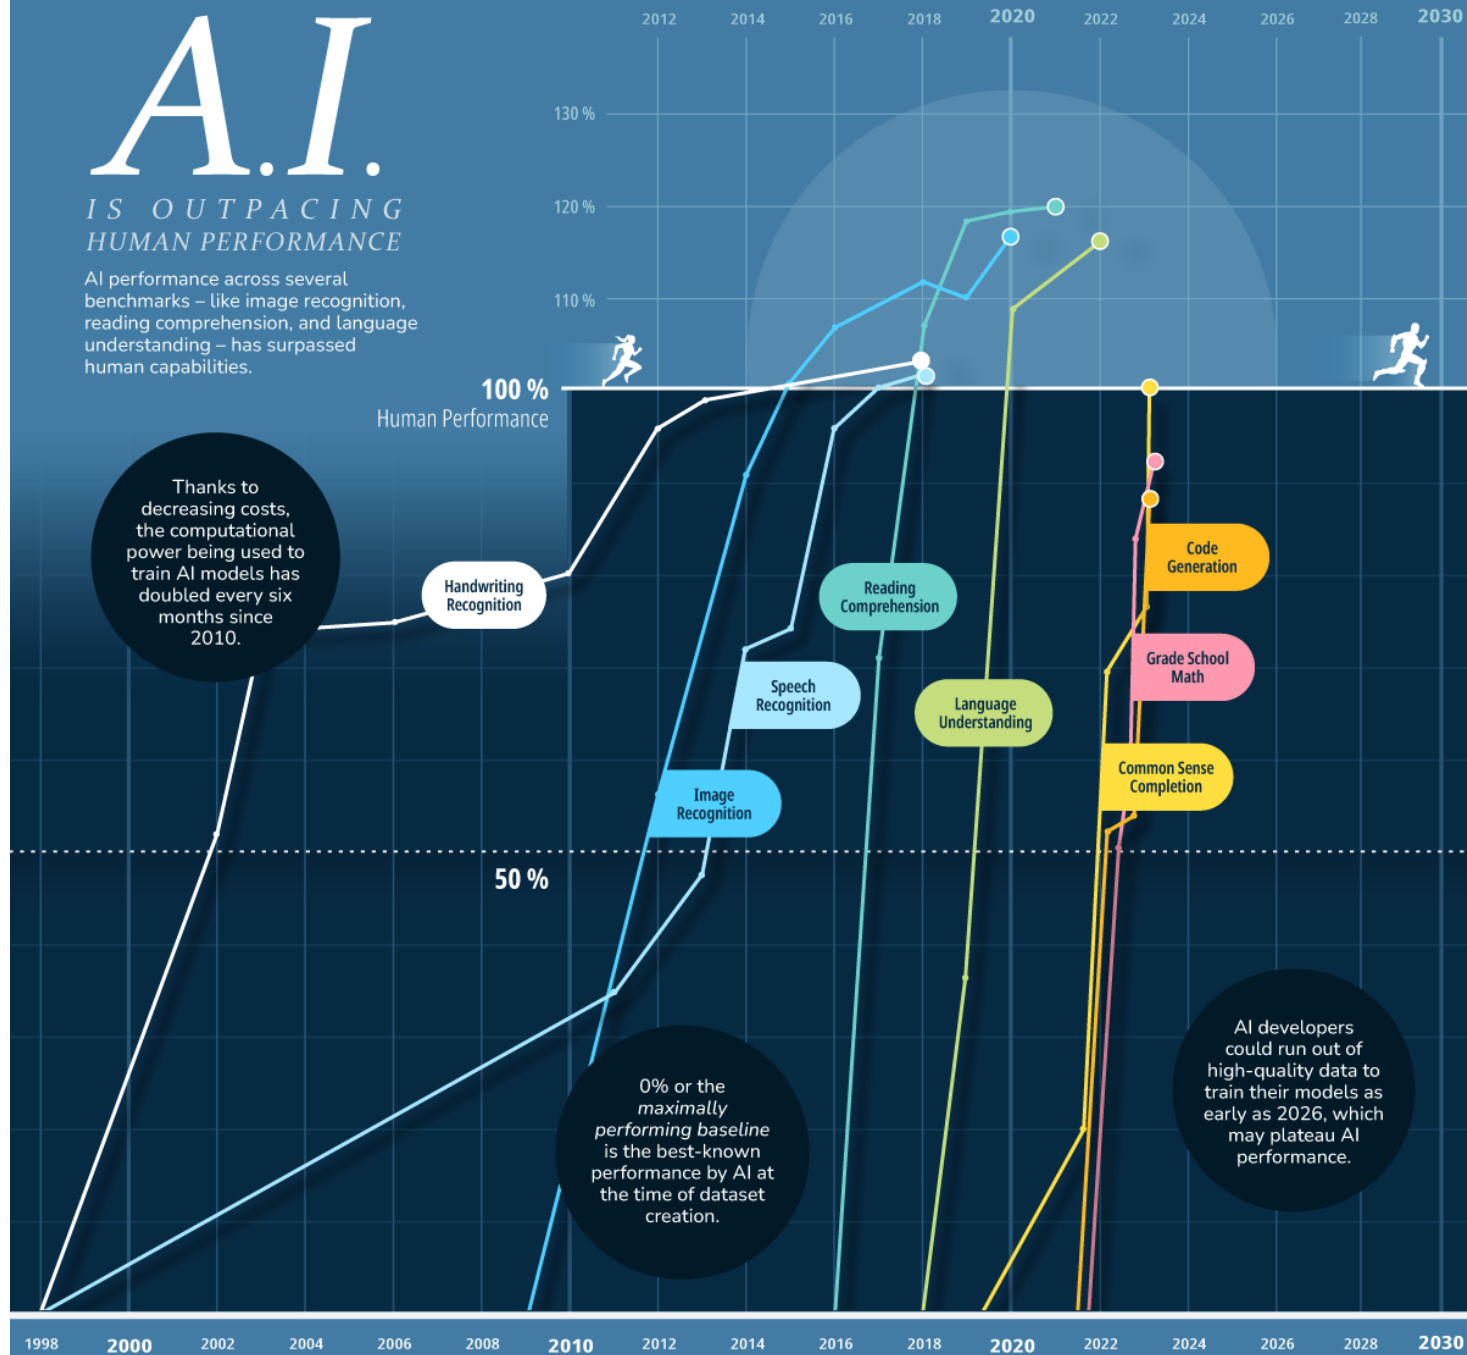 2012 2014 2016 2018 2020 2022 2024 2026 2028 2030
A.I.
IS OUTPACING
HUMAN PERFORMANCE
AI performance across several
benchmarks – like image recognition,
reading comprehension, and language
understanding – has surpassed
human capabilities.
130 %
120 %
110 %
100 %
Human Performance
Thanks to
decreasing costs,
the computational
power being used to
train AI models has
doubled every six
months since
2010.
Handwriting
Recognition
Reading
Comprehension
Code
Generation
Speech
Recognition
Grade School
Math
Language
Understanding
Image
Recognition
Common Sense
Completion
50 %
0% or the
maximally
performing baseline
is the best-known
performance by AI at
the time of dataset
creation.
AI developers
could run out of
high-quality data to
train their models as
early as 2026, which
may plateau AI
performance.
1998 2000 2002 2004 2006 2008 2010 2012 2014 2016 2018 2020 2022 2024 2026 2028 2030